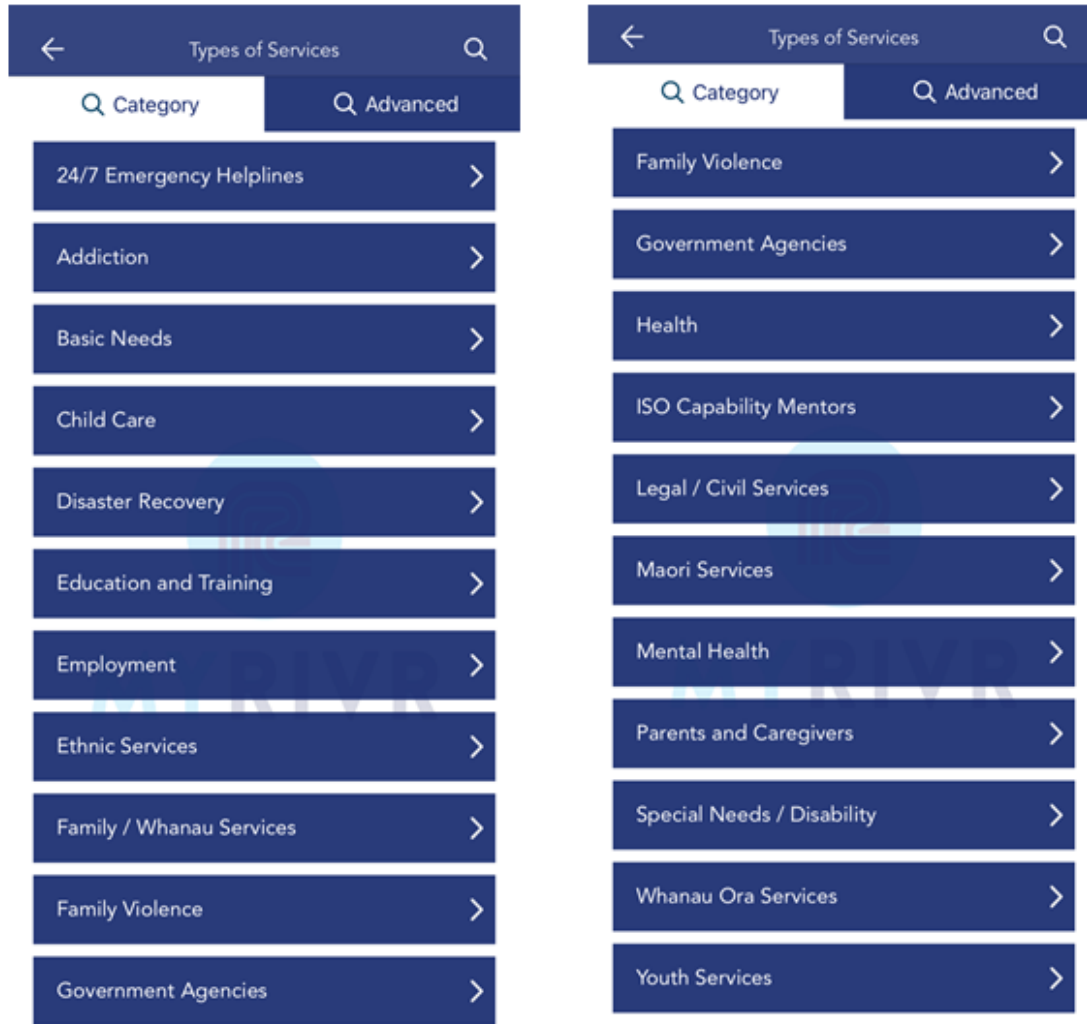 Types of Services
Category
Advanced
24/7 Emergency Helplines
Addiction
Basic Needs
Child Care
Disaster Recovery
Education and Training
Employment
Ethnic Services
Family / Whanau Services
Family Violence
Government Agencies
MYRIVR
Types of Services
Category
Advanced
Family Violence
Government Agencies
Health
ISO Capability Mentors
Legal / Civil Services
Maori Services
Mental Health
Parents and Caregivers
Special Needs / Disability
Whanau Ora Services
Youth Services
MYRIVR